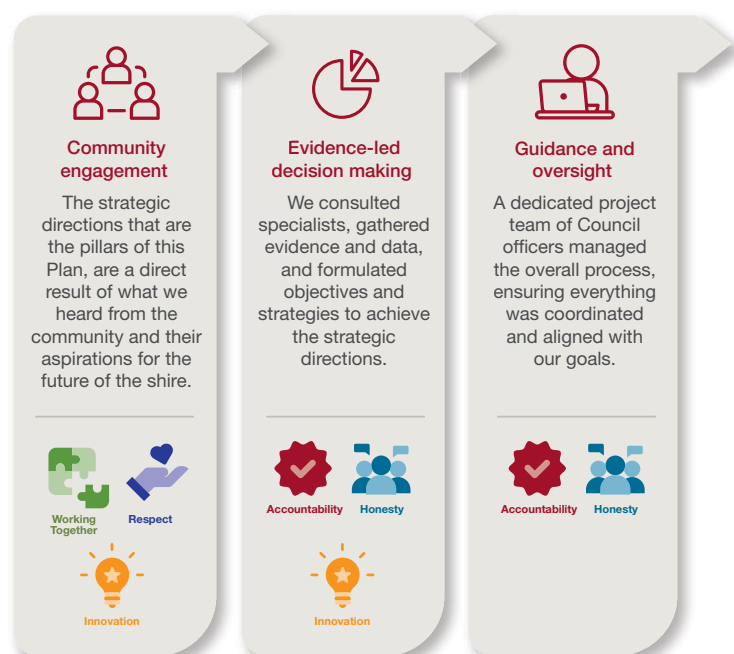 Community
engagement
The strategic
directions that are
the pillars of this
Plan, are a direct
result of what we
heard from the
community and their
aspirations for the
future of the shire.
Working
Together
Respect
Innovation
Evidence-led
decision making
We consulted
specialists, gathered
evidence and data,
and formulated
objectives and
strategies to achieve
the strategic
directions.
Accountability
Honesty
Innovation
Guidance and
oversight
A dedicated project
team of Council
officers managed
the overall process,
ensuring everything
was coordinated
and aligned with
our goals.
Accountability
Honesty